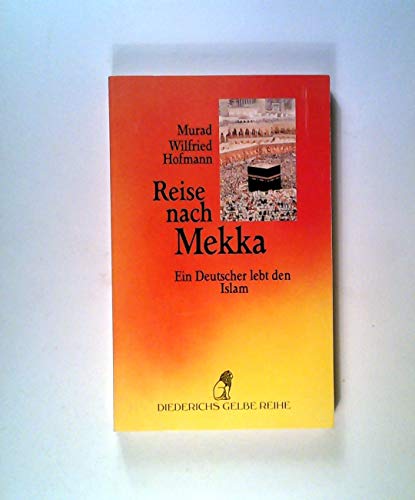 Murad
Wilfried
Hofmann
Reise
nach
Mekka
Ein Deutscher lebt den
Islam
DIEDERICHS GELBE REIHE